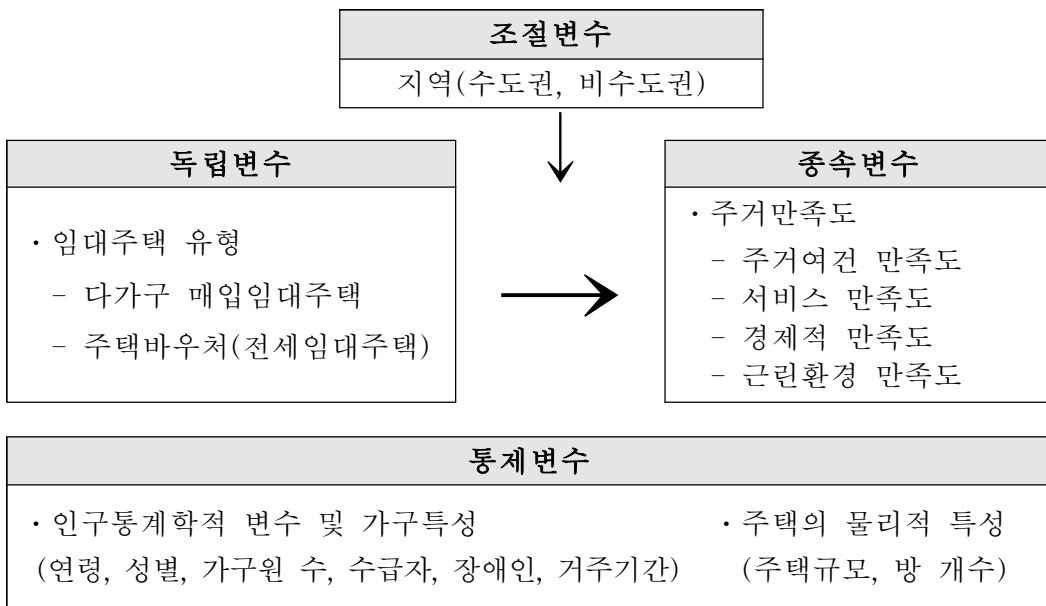 조절변수
지역(수도권, 비수도권)
독립변수
· 임대주택 유형
- 다가구 매입임대주택
- 주택바우처(전세임대주택)
종속변수
· 주거만족도
- 주거여건 만족도
- 서비스 만족도
- 경제적 만족도
- 근린환경 만족도
통제변수
· 인구통계학적 변수 및 가구특성
(연령, 성별, 가구원 수, 수급자, 장애인, 거주기간)
· 주택의 물리적 특성
(주택규모, 방 개수)